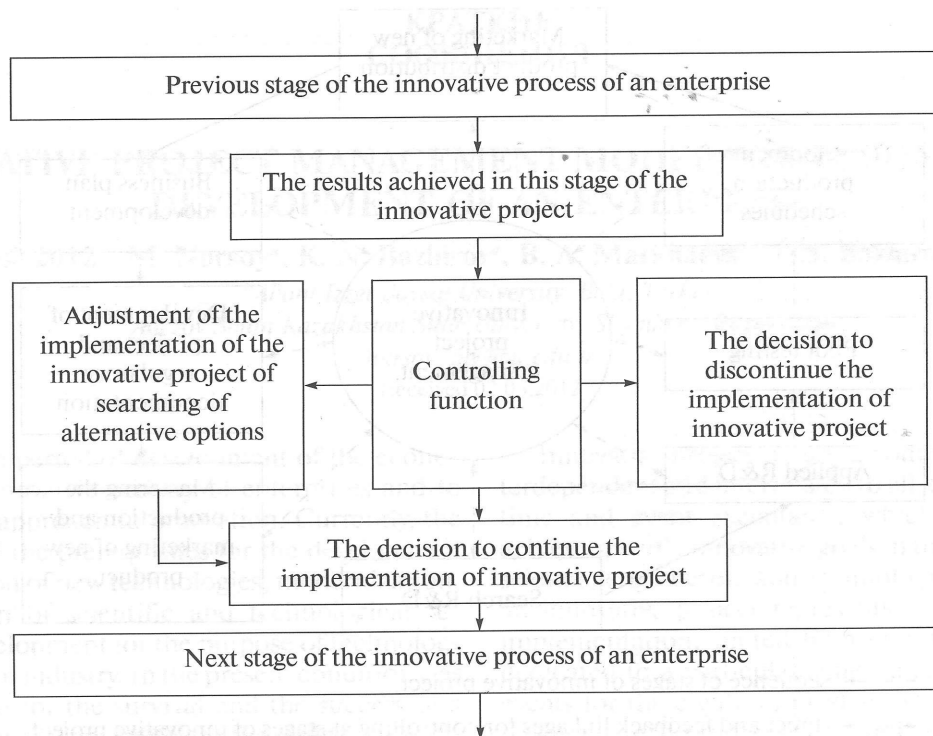 Previous stage of the innovative process of an enterprise
The results achieved in this stage of the
innovative project
Adjustment of the
implementation of the
innovative project of
searching of
alternative options
Controlling
function
The decision to
discontinue the
implementation of
innovative project
The decision to continue the
implementation of innovative project
Next stage of the innovative process of an enterprise